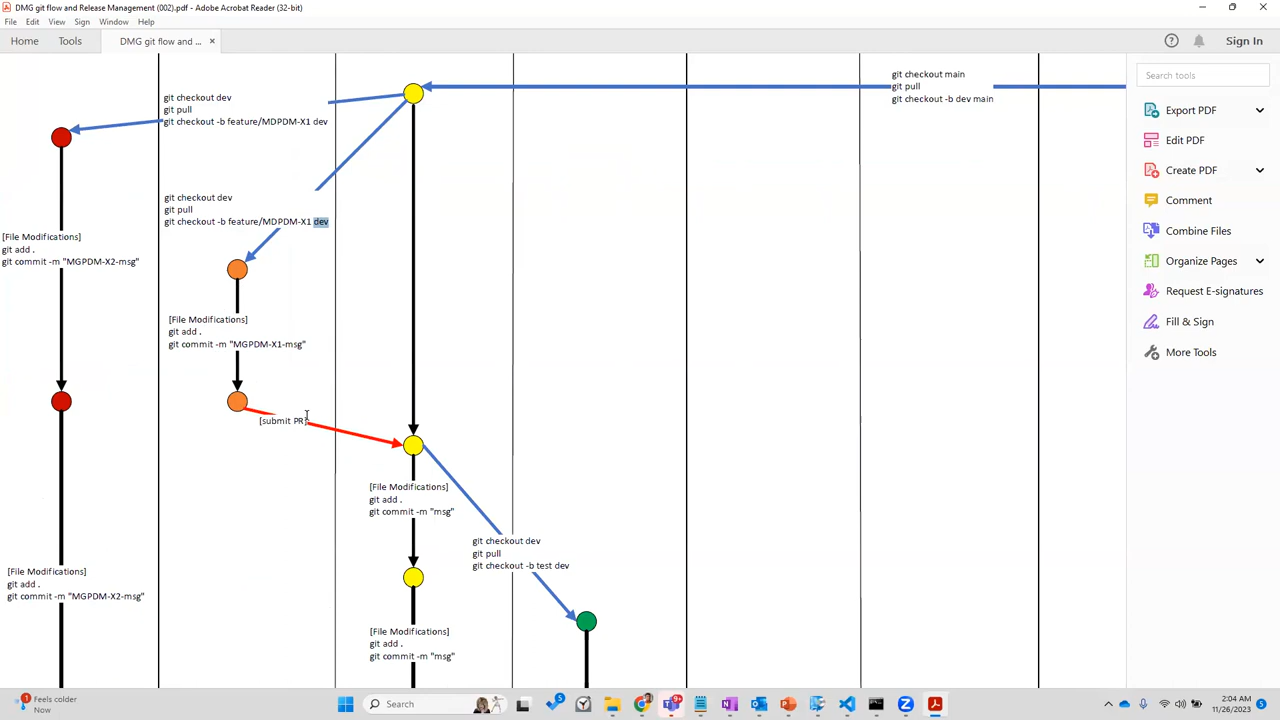 DMG git flow and Release Management (002).pdf - Adobe Acrobat Reader (32-bit)
File Edit View Sign Window Help
Home Tools DMG git flow and ... × Sign In
git checkout main
git pull
git checkout -b dev main
git checkout dev
git pull
git checkout -b feature/MDPDM-X1 dev
git checkout dev
git pull
git checkout -b feature/MDPDM-X1 dev
[File Modifications]
git add .
git commit -m "MGPDM-X2-msg"
[File Modifications]
git add .
git commit -m "MGPDM-X1-msg"
[submit PR]
[File Modifications]
git add .
git commit -m "msg"
git checkout dev
git pull
git checkout -b test dev
[File Modifications]
git add .
git commit -m "MGPDM-X2-msg"
[File Modifications]
git add .
git commit -m "msg"
Search tools
Export PDF
Edit PDF
Create PDF
Comment
Combine Files
Organize Pages
Request E-signatures
Fill & Sign
More Tools
1 Feels colder
Now
Search
5
9+
2:04 AM
11/26/2023
5